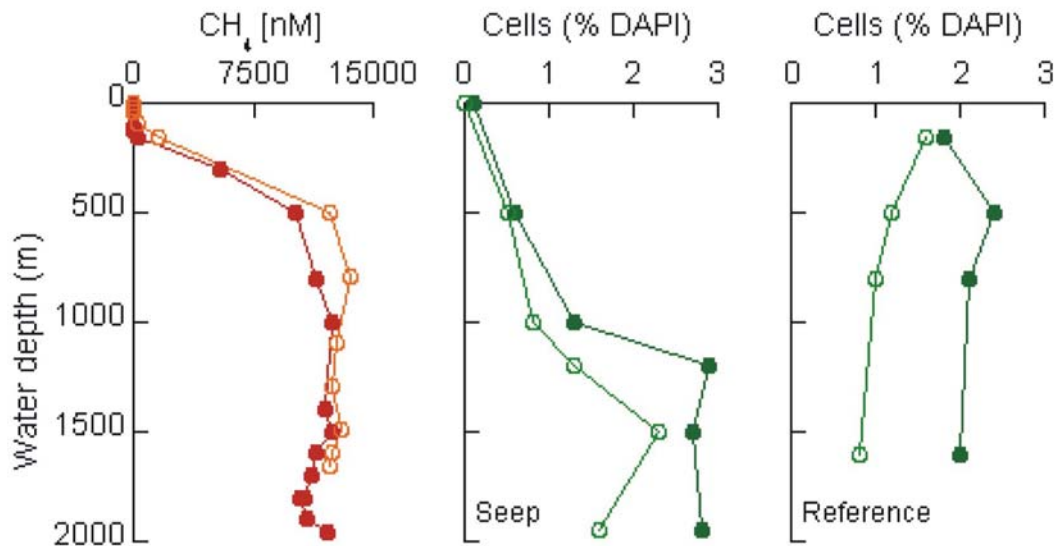 CH4 [nM]
Cells (% DAPI)
Cells (% DAPI)
0 7500 15000
0 1 2 3
0 1 2 3
Water depth (m)
0
500
1000
1500
2000
Seep
Reference